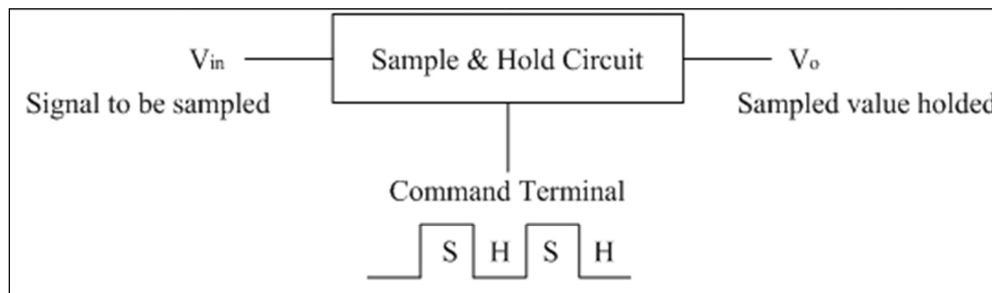 Vin
Sample & Hold Circuit
Vo
Signal to be sampled
Sampled value holded
Command Terminal
S H S H